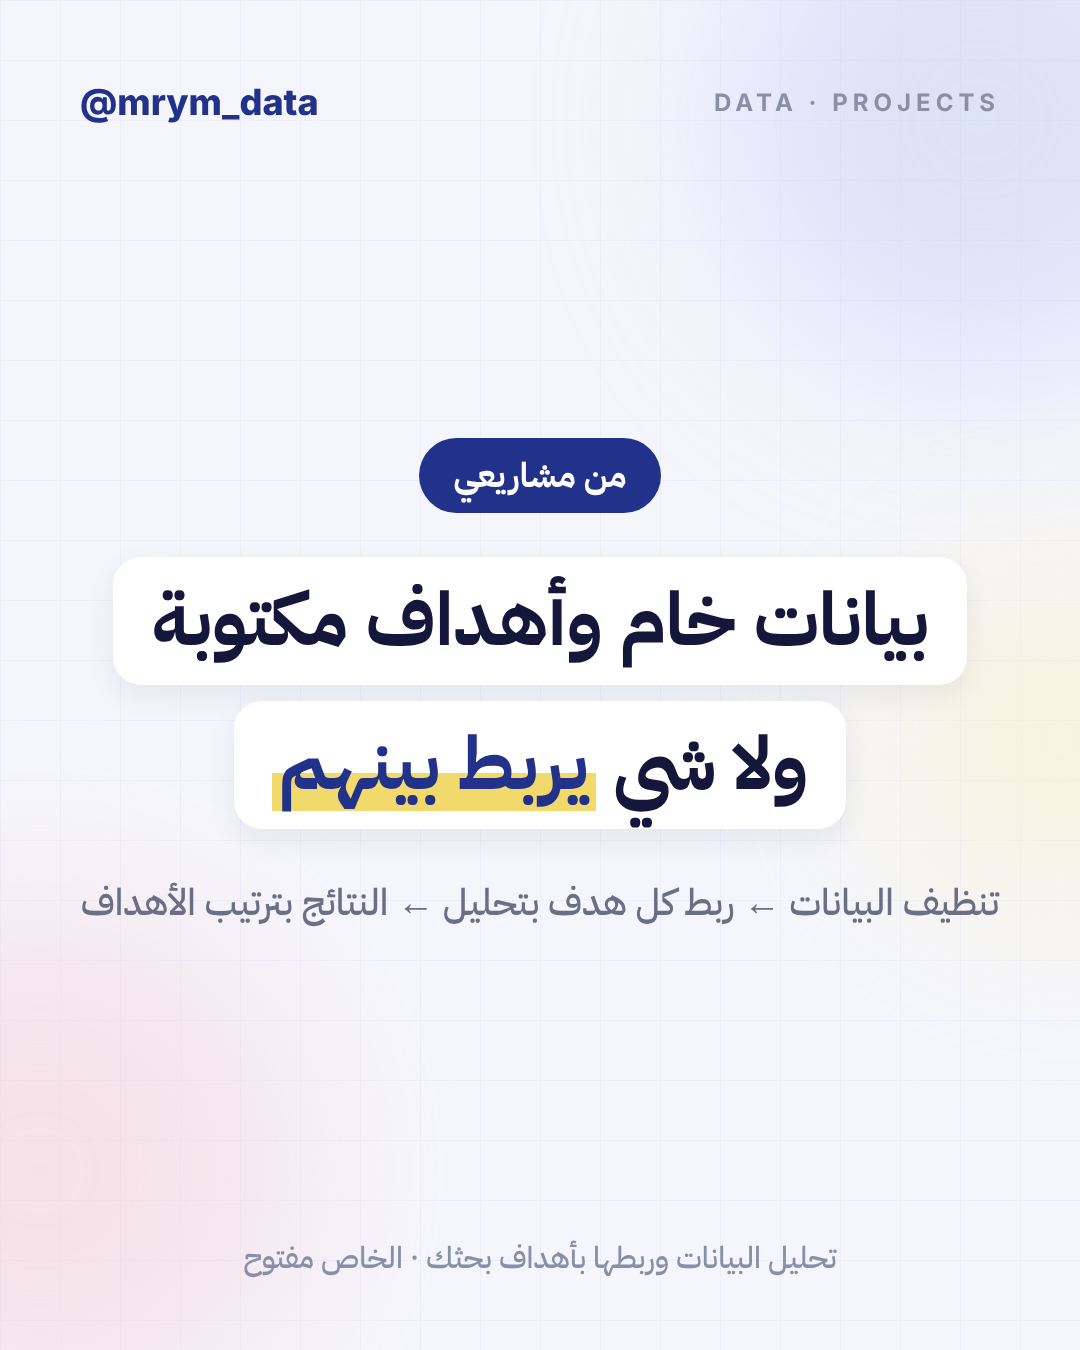 @mrym_data
DATA · PROJECTS
من مشاريعي
بيانات خام وأهداف مكتوبة
ولا شي يربط بينهم
تنظيف البيانات ← ربط كل هدف بتحليل ← النتائج بترتيب الأهداف
تحليل البيانات وربطها بأهداف بحثك · الخاص مفتوح